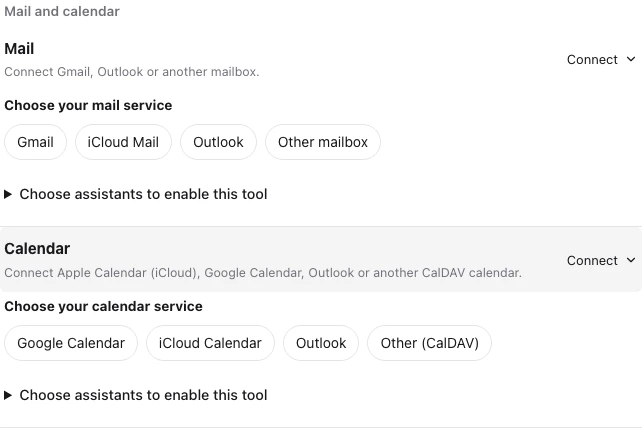 Mail and calendar
Mail
Connect
Connect Gmail, Outlook or another mailbox.
Choose your mail service
Gmail iCloud Mail Outlook Other mailbox
Choose assistants to enable this tool
Calendar
Connect
Connect Apple Calendar (iCloud), Google Calendar, Outlook or another CalDAV calendar.
Choose your calendar service
Google Calendar iCloud Calendar Outlook Other (CalDAV)
Choose assistants to enable this tool